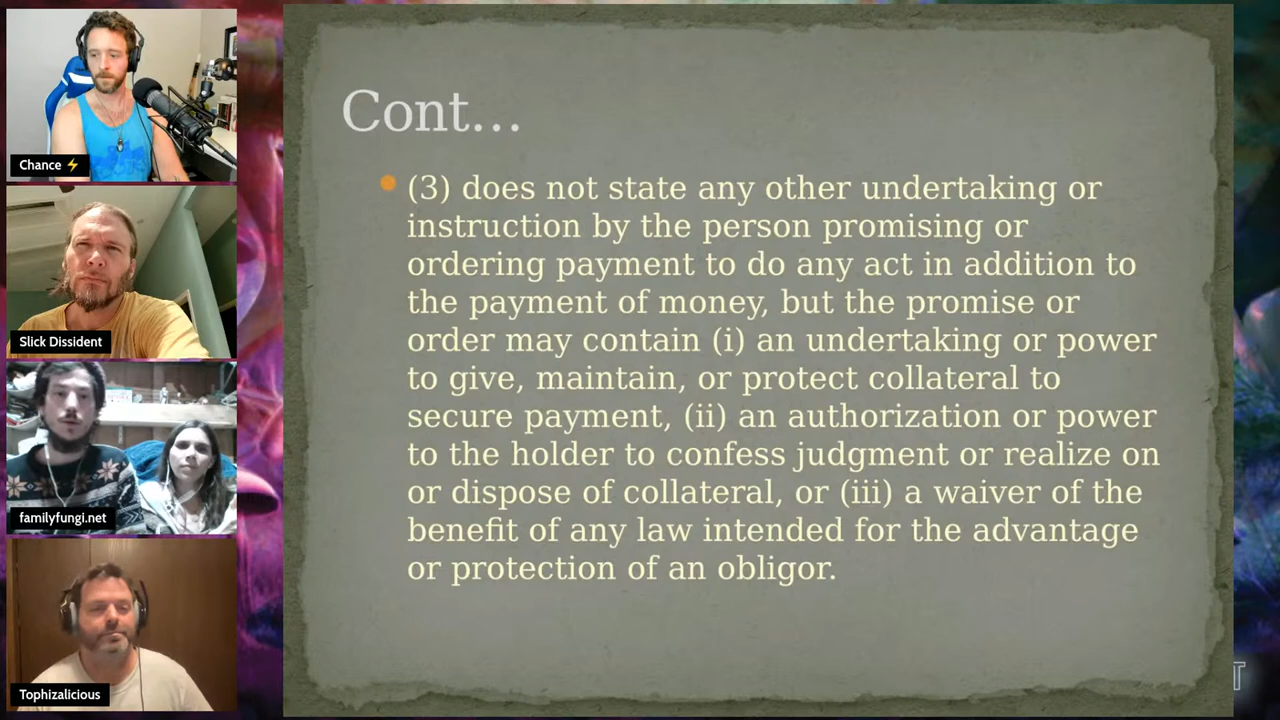 Chance ⚡
Slick Dissident
familyfungi.net
Tophizalicious
Cont...
(3) does not state any other undertaking or
instruction by the person promising or
ordering payment to do any act in addition to
the payment of money, but the promise or
order may contain (i) an undertaking or power
to give, maintain, or protect collateral to
secure payment, (ii) an authorization or power
to the holder to confess judgment or realize on
or dispose of collateral, or (iii) a waiver of the
benefit of any law intended for the advantage
or protection of an obligor.